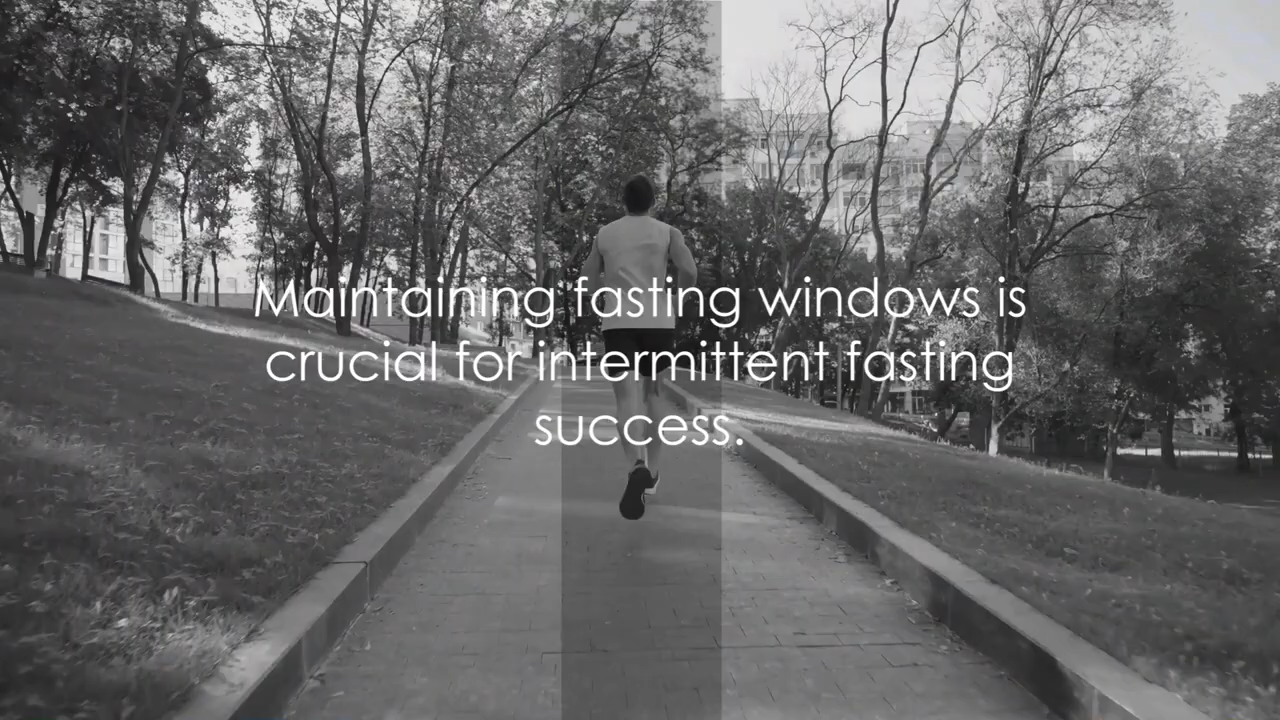 Maintaining fasting windows is
crucial for intermittent fasting
success.